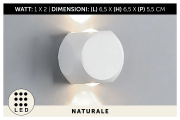 WATT: 1 X 2 | DIMENSIONI: (L) 6,5 X (H) 6,5 X (P) 5,5 CM
LED
NATURALE